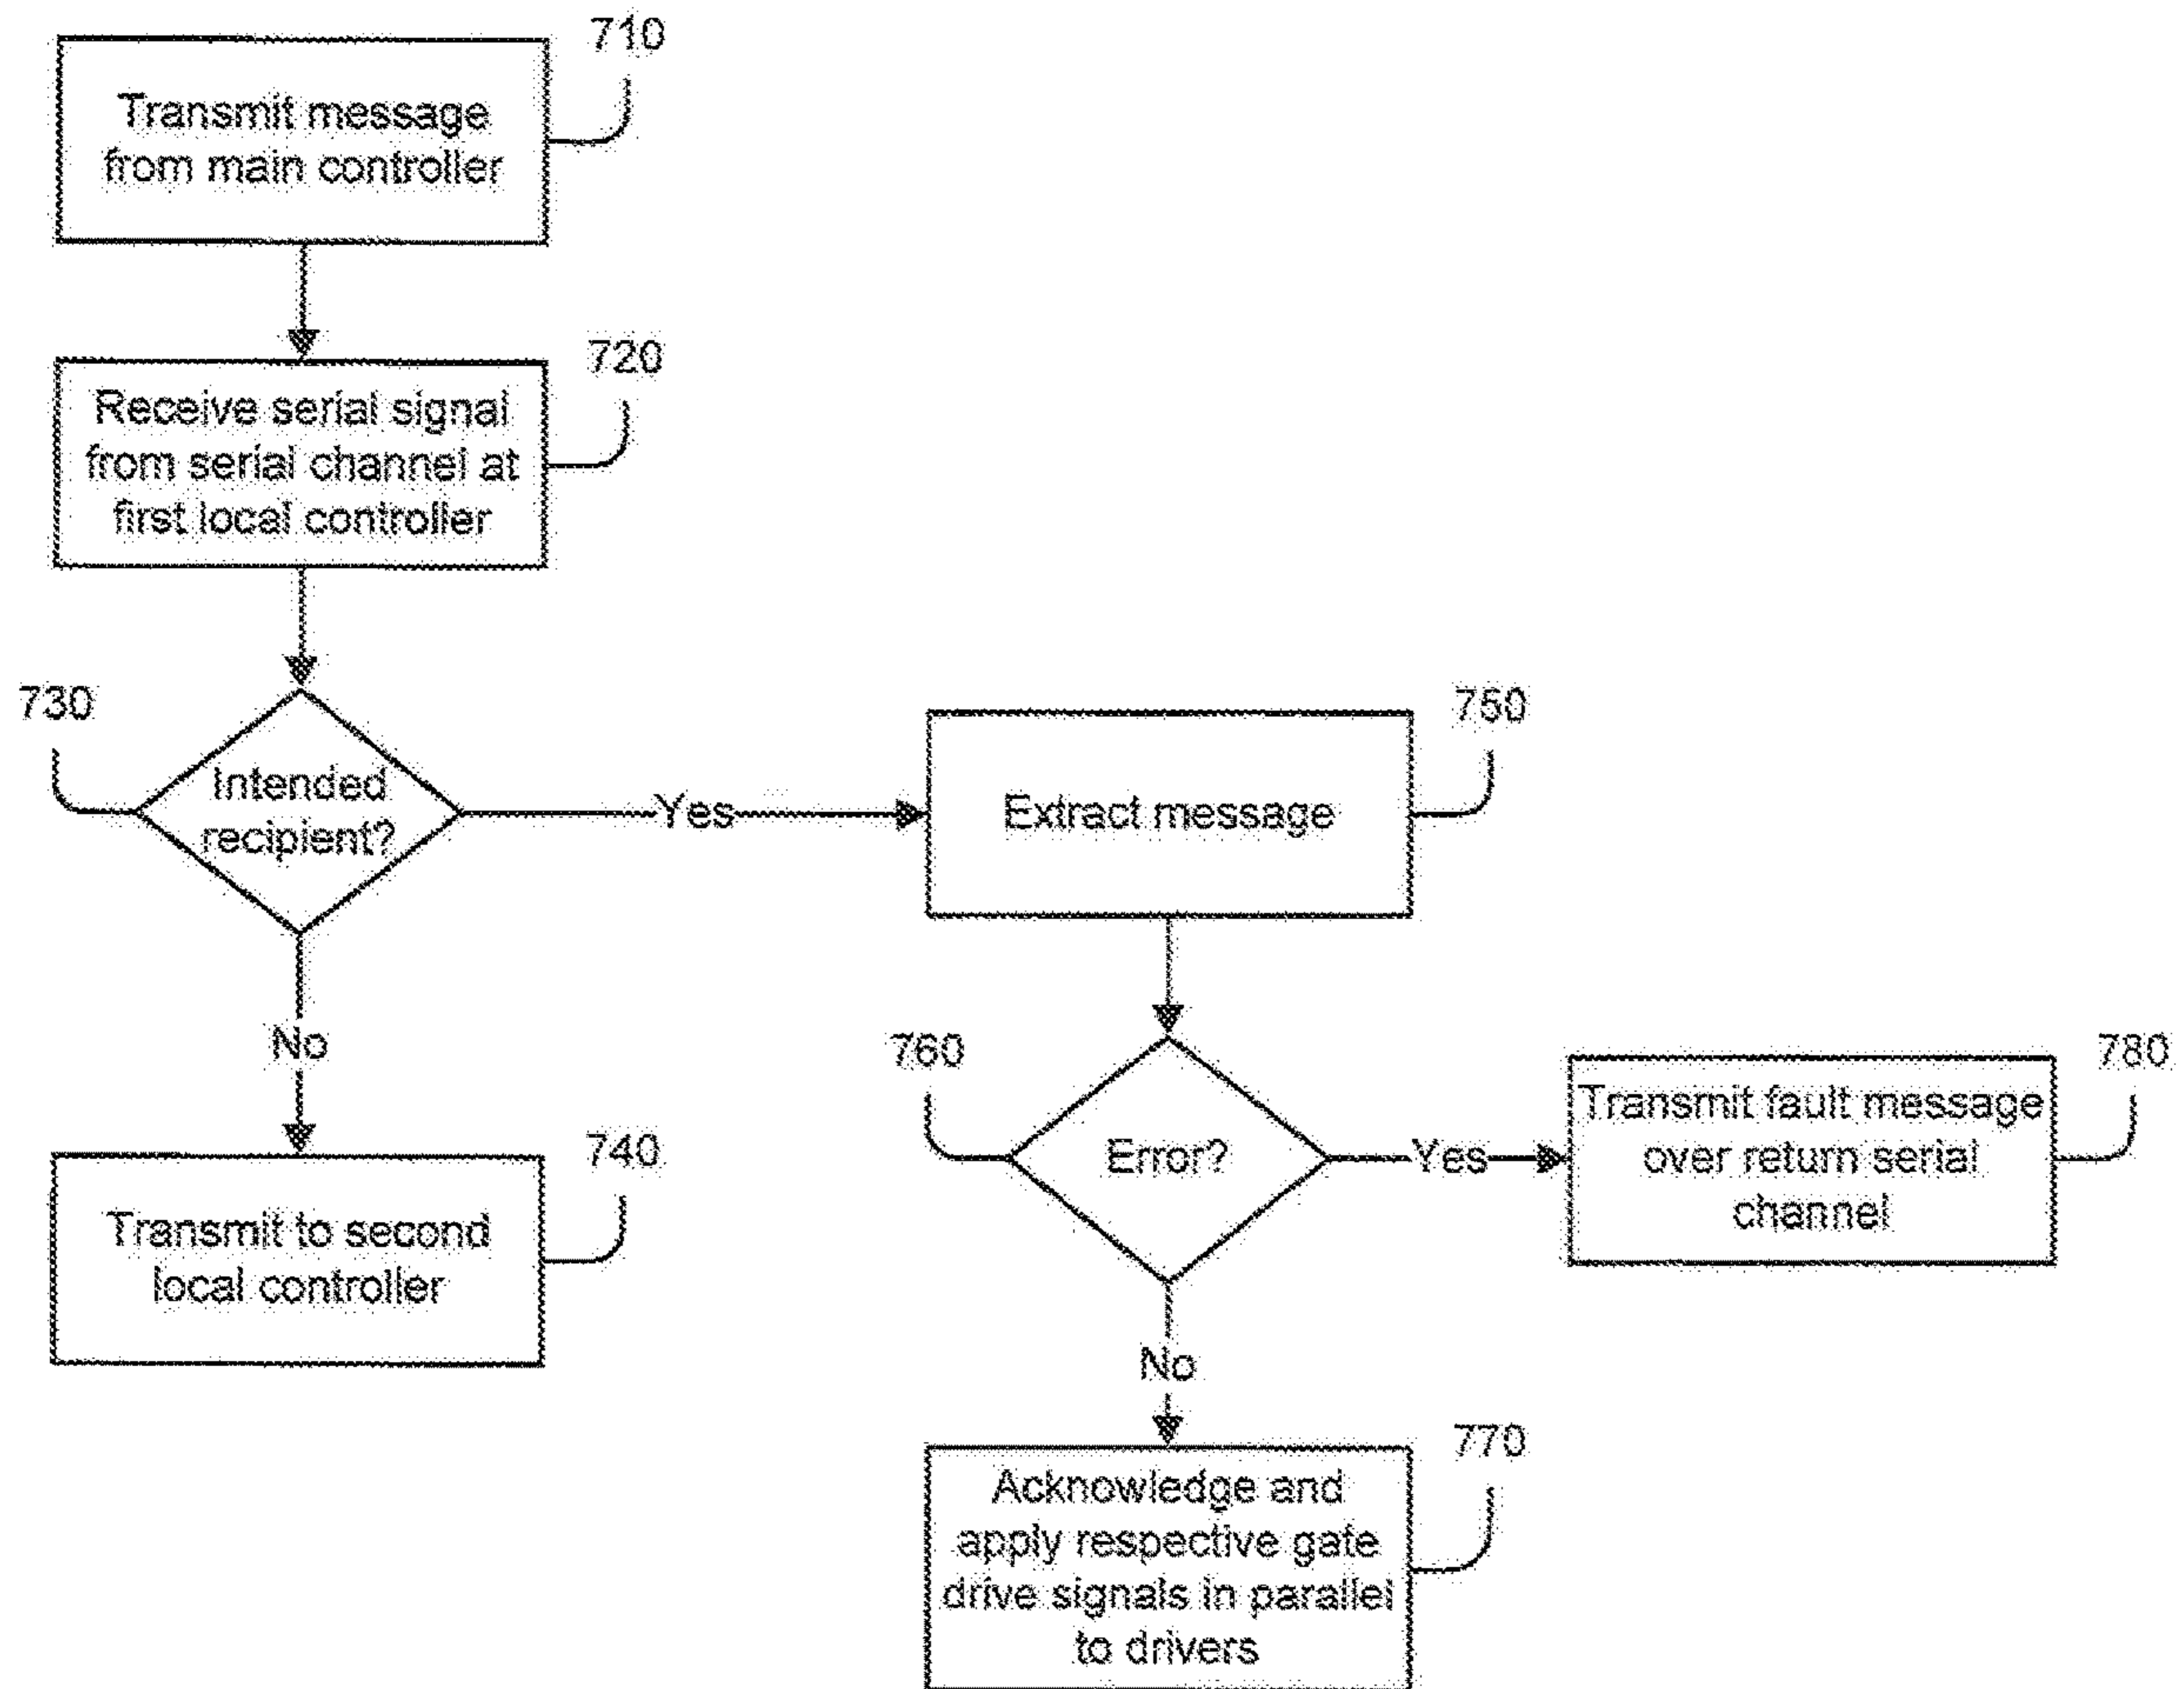 710
Transmit message
from main controller
720
Receive serial signal
from serial channel at
first local controller
730
Intended
recipient?
Yes
750
Extract message
No
740
Transmit to second
local controller
760
Error?
Yes
780
Transmit fault message
over return serial
channel
No
770
Acknowledge and
apply respective gate
drive signals in parallel
to drivers